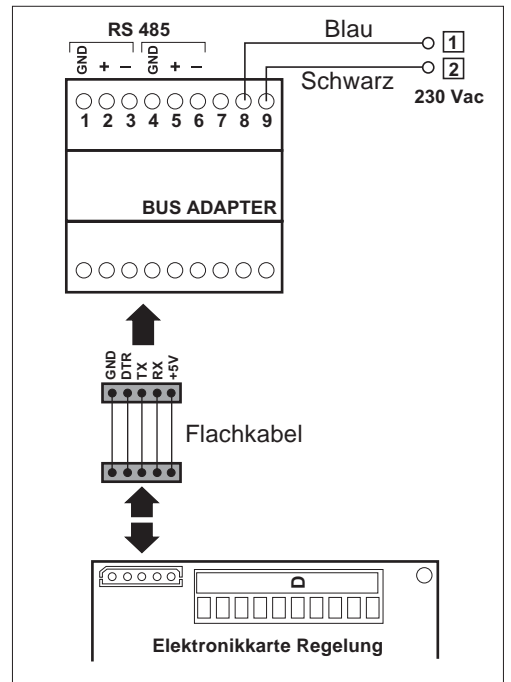 RS 485
GND + – GND + –
1 2 3 4 5 6 7 8 9
Blau 1
Schwarz 2
230 Vac
BUS ADAPTER
GND DTR TX RX +5V
Flachkabel
D
Elektronikkarte Regelung